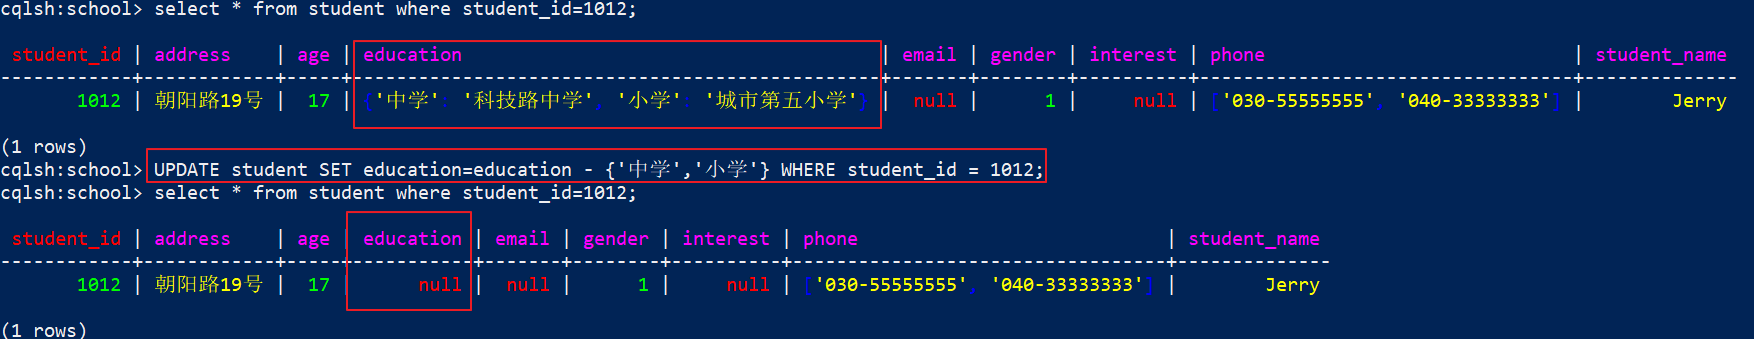 cqlsh:school> select * from student where student_id=1012;
student_id | address | age | education | email | gender | interest | phone | student_name
------------+------------+-----+-------------------------------------------------+-------+--------+----------+----------------------------------+--------------
1012 | 朝阳路19号 | 17 | {'中学': '科技路中学', '小学': '城市第五小学'} | null | 1 | null | ['030-55555555', '040-33333333'] | Jerry
(1 rows)
cqlsh:school> UPDATE student SET education=education - {'中学','小学'} WHERE student_id = 1012;
cqlsh:school> select * from student where student_id=1012;
student_id | address | age | education | email | gender | interest | phone | student_name
------------+------------+-----+-----------+-------+--------+----------+----------------------------------+--------------
1012 | 朝阳路19号 | 17 | null | null | 1 | null | ['030-55555555', '040-33333333'] | Jerry
(1 rows)